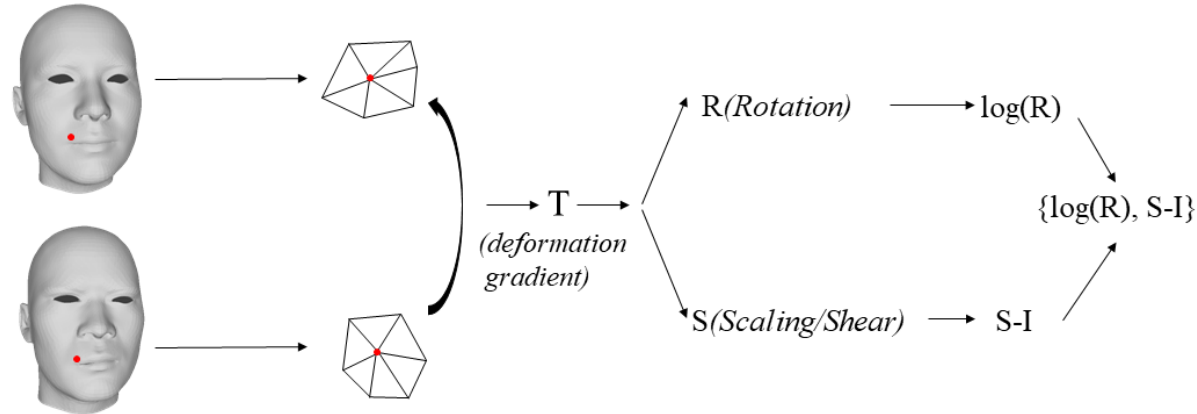 R(Rotation)
log(R)
T
{log(R), S-I}
(deformation
gradient)
S(Scaling/Shear)
S-I